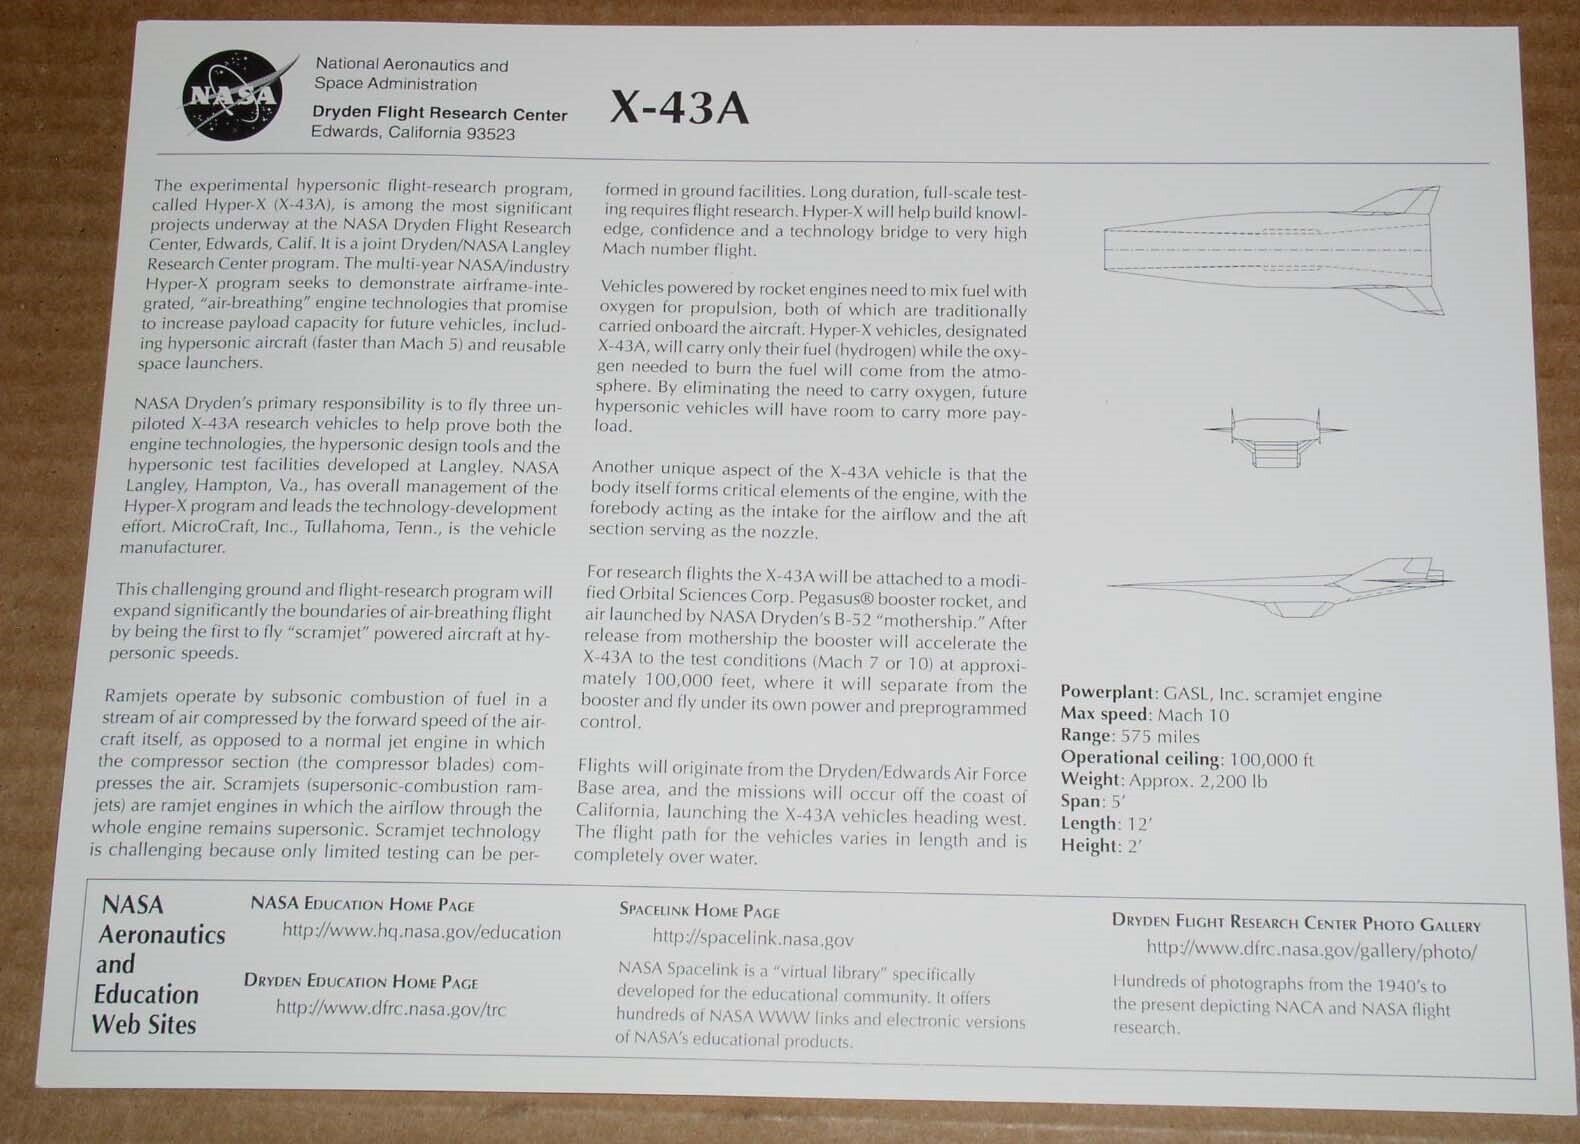 NASA
National Aeronautics and
Space Administration
Dryden Flight Research Center
Edwards, California 93523
X-43A
The experimental hypersonic flight-research program,
called Hyper-X (X-43A), is among the most significant
projects underway at the NASA Dryden Flight Research
Center, Edwards, Calif. It is a joint Dryden/NASA Langley
Research Center program. The multi-year NASA/industry
Hyper-X program seeks to demonstrate airframe-inte-
grated, “air-breathing” engine technologies that promise
to increase payload capacity for future vehicles, includ-
ing hypersonic aircraft (faster than Mach 5) and reusable
space launchers.
NASA Dryden’s primary responsibility is to fly three un-
piloted X-43A research vehicles to help prove both the
engine technologies, the hypersonic design tools and the
hypersonic test facilities developed at Langley. NASA
Langley, Hampton, Va., has overall management of the
Hyper-X program and leads the technology-development
effort. MicroCraft, Inc., Tullahoma, Tenn., is the vehicle
manufacturer.
This challenging ground and flight-research program will
expand significantly the boundaries of air-breathing flight
by being the first to fly “scramjet” powered aircraft at hy-
personic speeds.
Ramjets operate by subsonic combustion of fuel in a
stream of air compressed by the forward speed of the air-
craft itself, as opposed to a normal jet engine in which
the compressor section (the compressor blades) com-
presses the air. Scramjets (supersonic-combustion ram-
jets) are ramjet engines in which the airflow through the
whole engine remains supersonic. Scramjet technology
is challenging because only limited testing can be per-
formed in ground facilities. Long duration, full-scale test-
ing requires flight research. Hyper-X will help build knowl-
edge, confidence and a technology bridge to very high
Mach number flight.
Vehicles powered by rocket engines need to mix fuel with
oxygen for propulsion, both of which are traditionally
carried onboard the aircraft. Hyper-X vehicles, designated
X-43A, will carry only their fuel (hydrogen) while the oxy-
gen needed to burn the fuel will come from the atmo-
sphere. By eliminating the need to carry oxygen, future
hypersonic vehicles will have room to carry more pay-
load.
Another unique aspect of the X-43A vehicle is that the
body itself forms critical elements of the engine, with the
forebody acting as the intake for the airflow and the aft
section serving as the nozzle.
For research flights the X-43A will be attached to a modi-
fied Orbital Sciences Corp. Pegasus® booster rocket, and
air launched by NASA Dryden’s B-52 “mothership.” After
release from mothership the booster will accelerate the
X-43A to the test conditions (Mach 7 or 10) at approxi-
mately 100,000 feet, where it will separate from the
booster and fly under its own power and preprogrammed
control.
Flights will originate from the Dryden/Edwards Air Force
Base area, and the missions will occur off the coast of
California, launching the X-43A vehicles heading west.
The flight path for the vehicles varies in length and is
completely over water.
Powerplant: GASL, Inc. scramjet engine
Max speed: Mach 10
Range: 575 miles
Operational ceiling: 100,000 ft
Weight: Approx. 2,200 lb
Span: 5’
Length: 12’
Height: 2’
NASA
Aeronautics
and
Education
Web Sites
NASA EDUCATION HOME PAGE
http://www.hq.nasa.gov/education
DRYDEN EDUCATION HOME PAGE
http://www.dfrc.nasa.gov/trc
SPACELINK HOME PAGE
http://spacelink.nasa.gov
NASA Spacelink is a “virtual library” specifically
developed for the educational community. It offers
hundreds of NASA WWW links and electronic versions
of NASA’s educational products.
DRYDEN FLIGHT RESEARCH CENTER PHOTO GALLERY
http://www.dfrc.nasa.gov/gallery/photo/
Hundreds of photographs from the 1940’s to
the present depicting NACA and NASA flight
research.